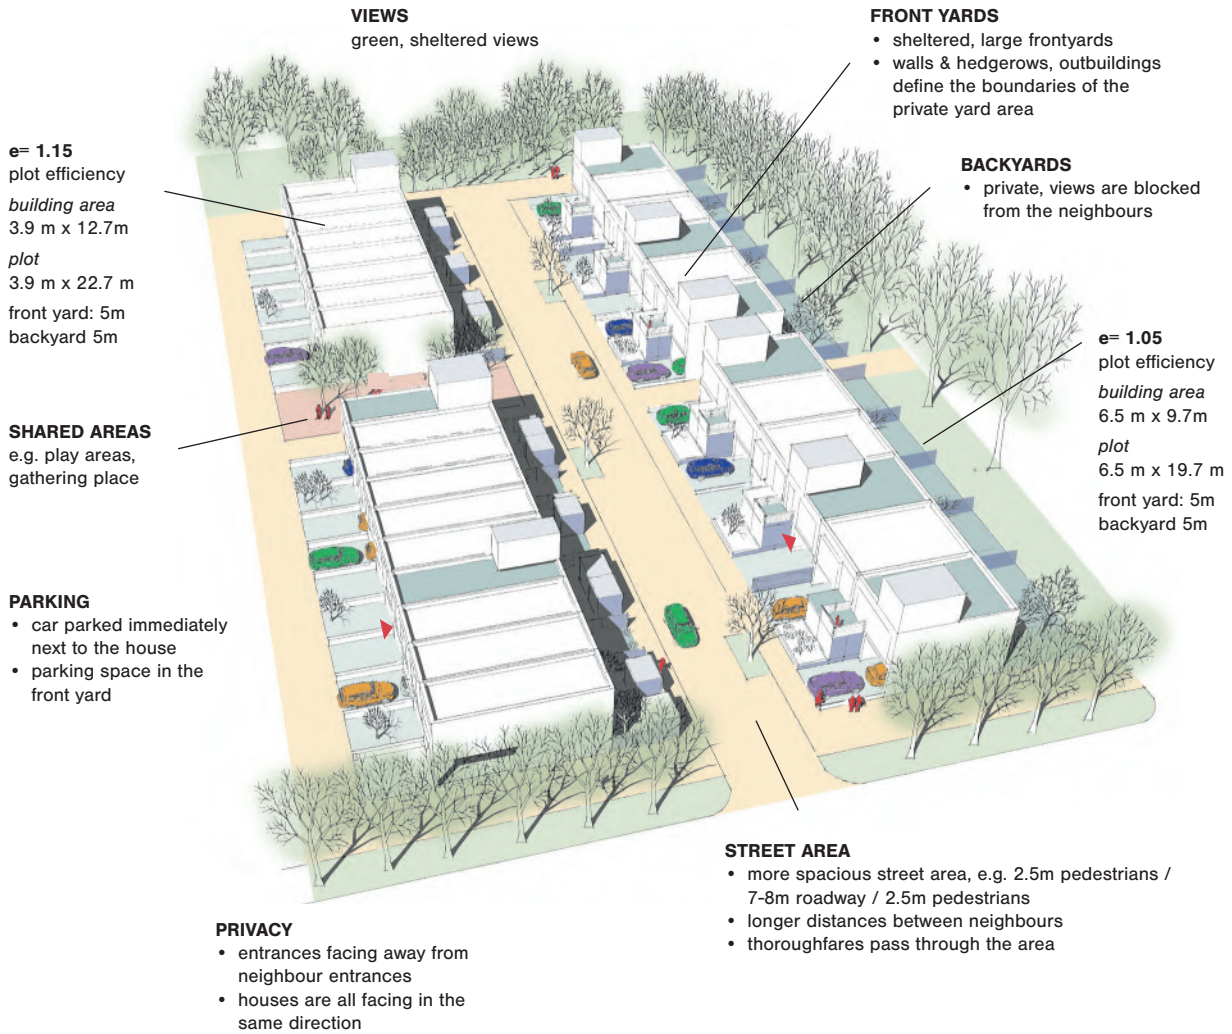 VIEWS
green, sheltered views
FRONT YARDS
• sheltered, large frontyards
• walls & hedgerows, outbuildings
define the boundaries of the
private yard area
e= 1.15
plot efficiency
building area
3.9 m x 12.7m
plot
3.9 m x 22.7 m
front yard: 5m
backyard 5m
BACKYARDS
• private, views are blocked
from the neighbours
e= 1.05
plot efficiency
building area
6.5 m x 9.7m
plot
6.5 m x 19.7 m
front yard: 5m
backyard 5m
SHARED AREAS
e.g. play areas,
gathering place
PARKING
• car parked immediately
next to the house
• parking space in the
front yard
STREET AREA
• more spacious street area, e.g. 2.5m pedestrians /
7-8m roadway / 2.5m pedestrians
• longer distances between neighbours
• thoroughfares pass through the area
PRIVACY
• entrances facing away from
neighbour entrances
• houses are all facing in the
same direction